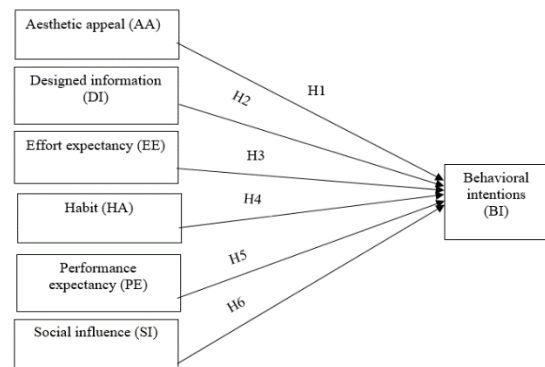 Aesthetic appeal (AA)
H1
Designed information
(DI)
H2
Effort expectancy (EE)
H3
Habit (HA)
H4
Behavioral
intentions
(BI)
Performance
expectancy (PE)
H5
Social influence (SI)
H6